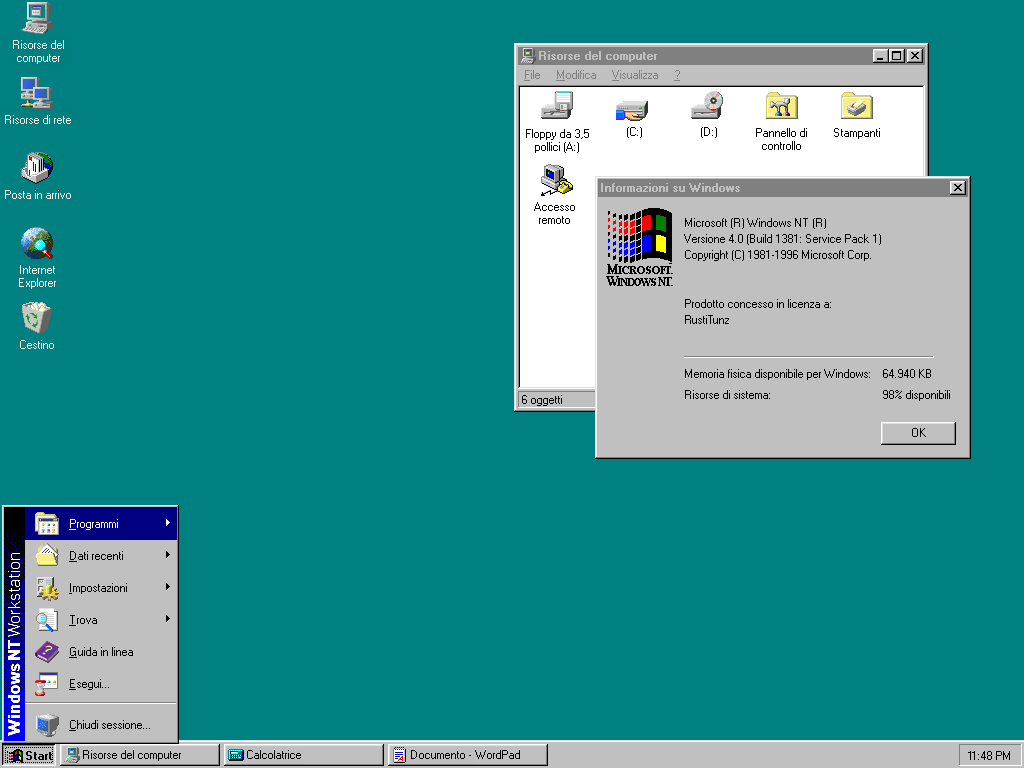 Risorse del
computer
Risorse di rete
Posta in arrivo
Internet
Explorer
Cestino
Risorse del computer
File Modifica Visualizza ?
Floppy da 3,5
pollici (A:)
(C:)
(D:)
Pannello di
controllo
Stampanti
Accesso
remoto
6 oggetti
Informazioni su Windows
MICROSOFT.
WINDOWS NT.
Microsoft (R) Windows NT (R)
Versione 4.0 (Build 1381: Service Pack 1)
Copyright (C) 1981-1996 Microsoft Corp.
Prodotto concesso in licenza a:
RustiTunz
Memoria fisica disponibile per Windows: 64.940 KB
Risorse di sistema: 98% disponibili
OK
Windows NT Workstation
Programmi
Dati recenti
Impostazioni
Trova
Guida in linea
Esegui...
Chiudi sessione...
Start
Risorse del computer
Calcolatrice
Documento - WordPad
11:48 PM